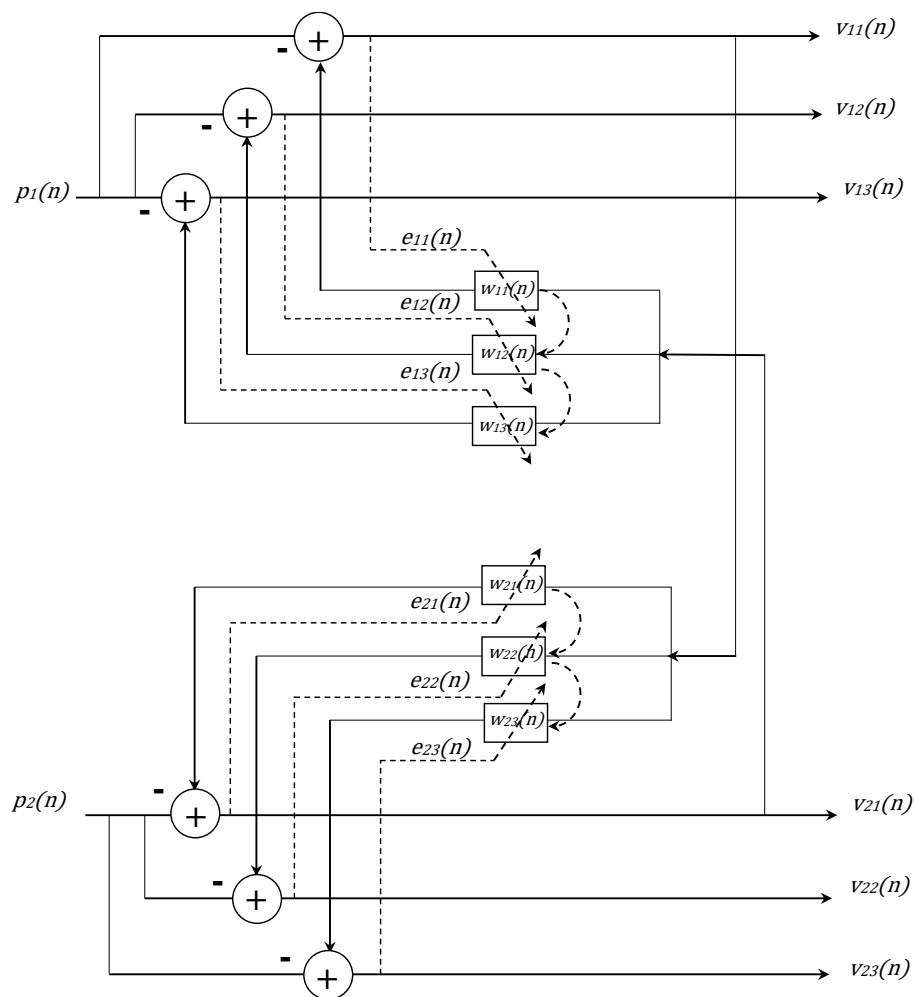 v11(n)
+
-
v12(n)
+
-
p1(n)
v13(n)
+
-
e11(n)
w11(n)
e12(n)
w12(n)
e13(n)
w13(n)
w21(n)
e21(n)
w22(n)
e22(n)
w23(n)
e23(n)
-
p2(n)
v21(n)
+
-
v22(n)
+
-
v23(n)
+